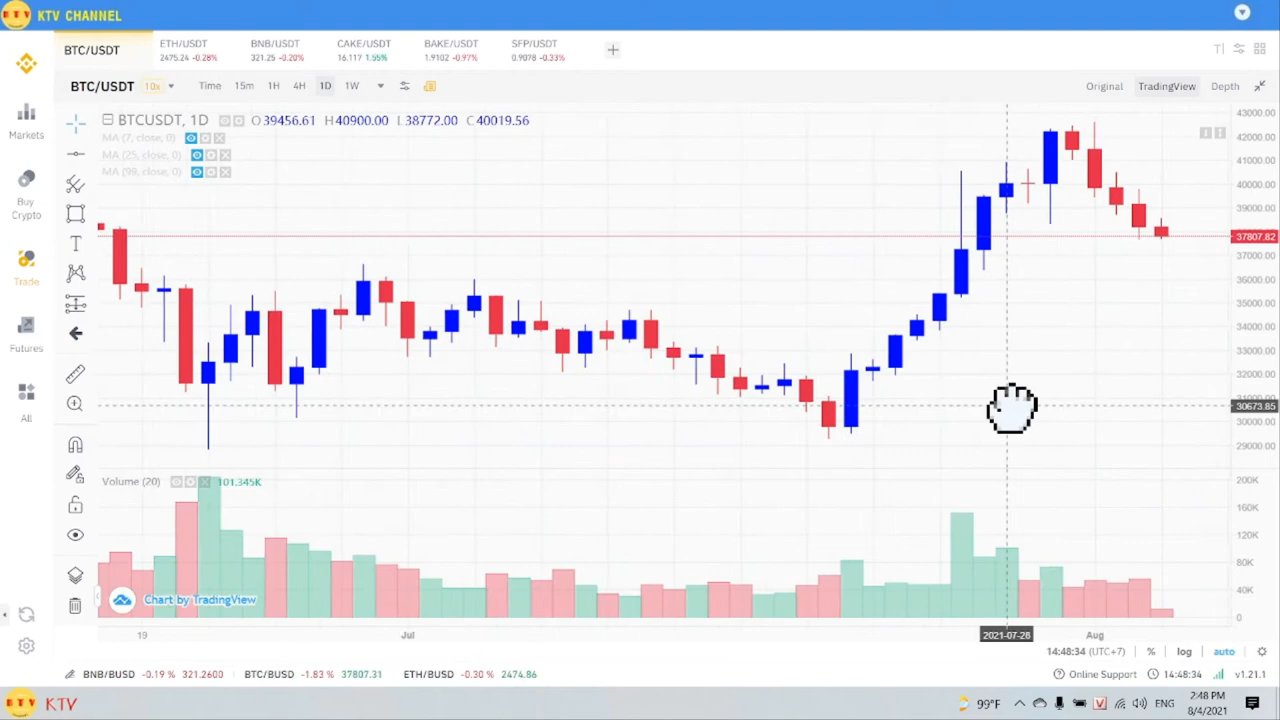 KTV KTV CHANNEL
BTC/USDT
ETH/USDT
2475.24 -0.28%
BNB/USDT
321.25 -0.20%
CAKE/USDT
16.117 1.55%
BAKE/USDT
1.9102 -0.97%
SFP/USDT
0.9078 -0.33%
BTC/USDT 10x Time 15m 1H 4H 1D 1W Original TradingView Depth
BTCUSDT, 1D O39456.61 H40900.00 L38772.00 C40019.56
MA (7, close, 0)
MA (25, close, 0)
MA (99, close, 0)
Markets
Buy
Crypto
Trade
Futures
All
43000.00
42000.00
41000.00
40000.00
39000.00
37807.82
37000.00
36000.00
35000.00
34000.00
33000.00
32000.00
30673.85
30000.00
29000.00
Volume (20) 101.345K
200K
160K
120K
80K
40K
0
Chart by TradingView
19 Jul 2021-07-28 Aug
14:48:34 (UTC+7) % log auto
BNB/BUSD -0.19 % 321.2600 BTC/BUSD -1.83 % 37807.31 ETH/BUSD -0.30 % 2474.86 Online Support 14:48:34 v1.21.1
KTV KTV 99°F ENG 2:48 PM
8/4/2021